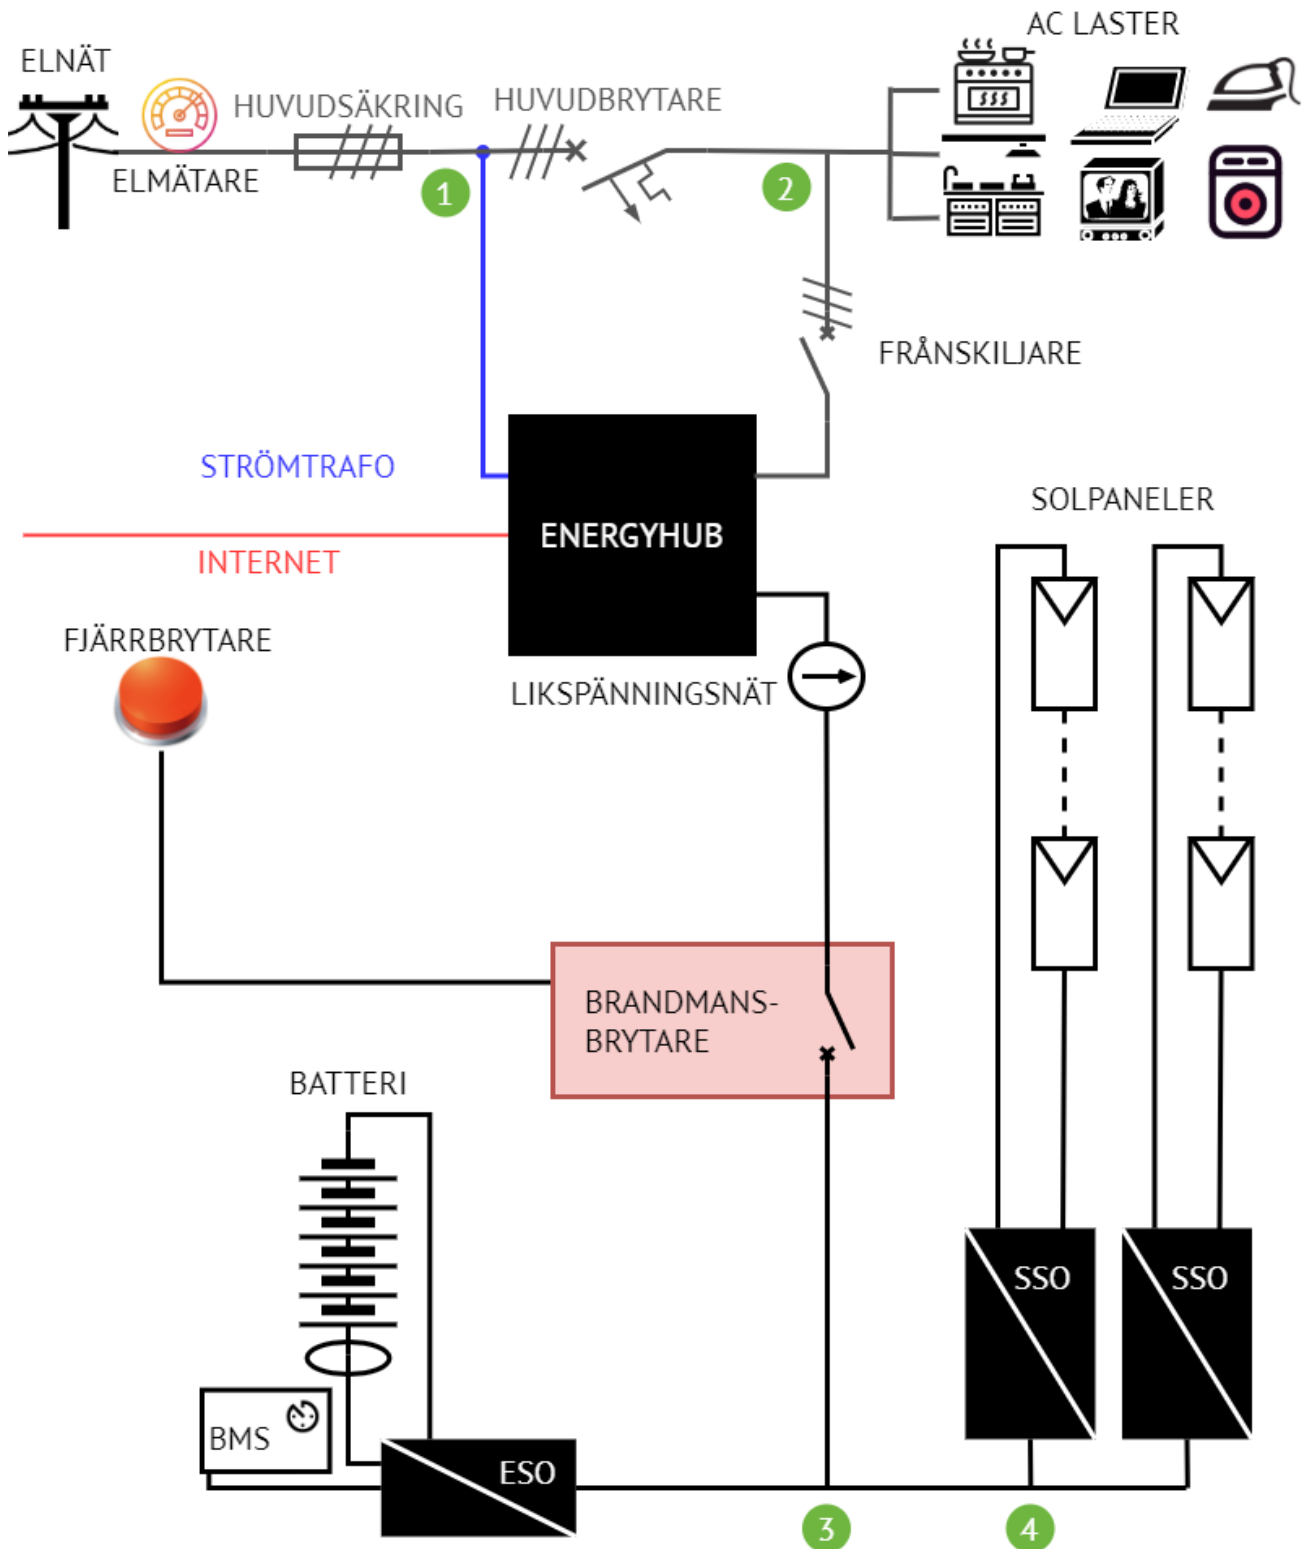 AC LASTER
ELNÄT
HUVUDSÄKRING
HUVUDBRYTARE
ELMÄTARE
1
2
FRÅNSKILJARE
STRÖMTRAFO
SOLPANELER
ENERGYHUB
INTERNET
FJÄRRBRYTARE
LIKSPÄNNINGSNÄT
BRANDMANS-
BRYTARE
BATTERI
SSO
SSO
BMS
ESO
3
4